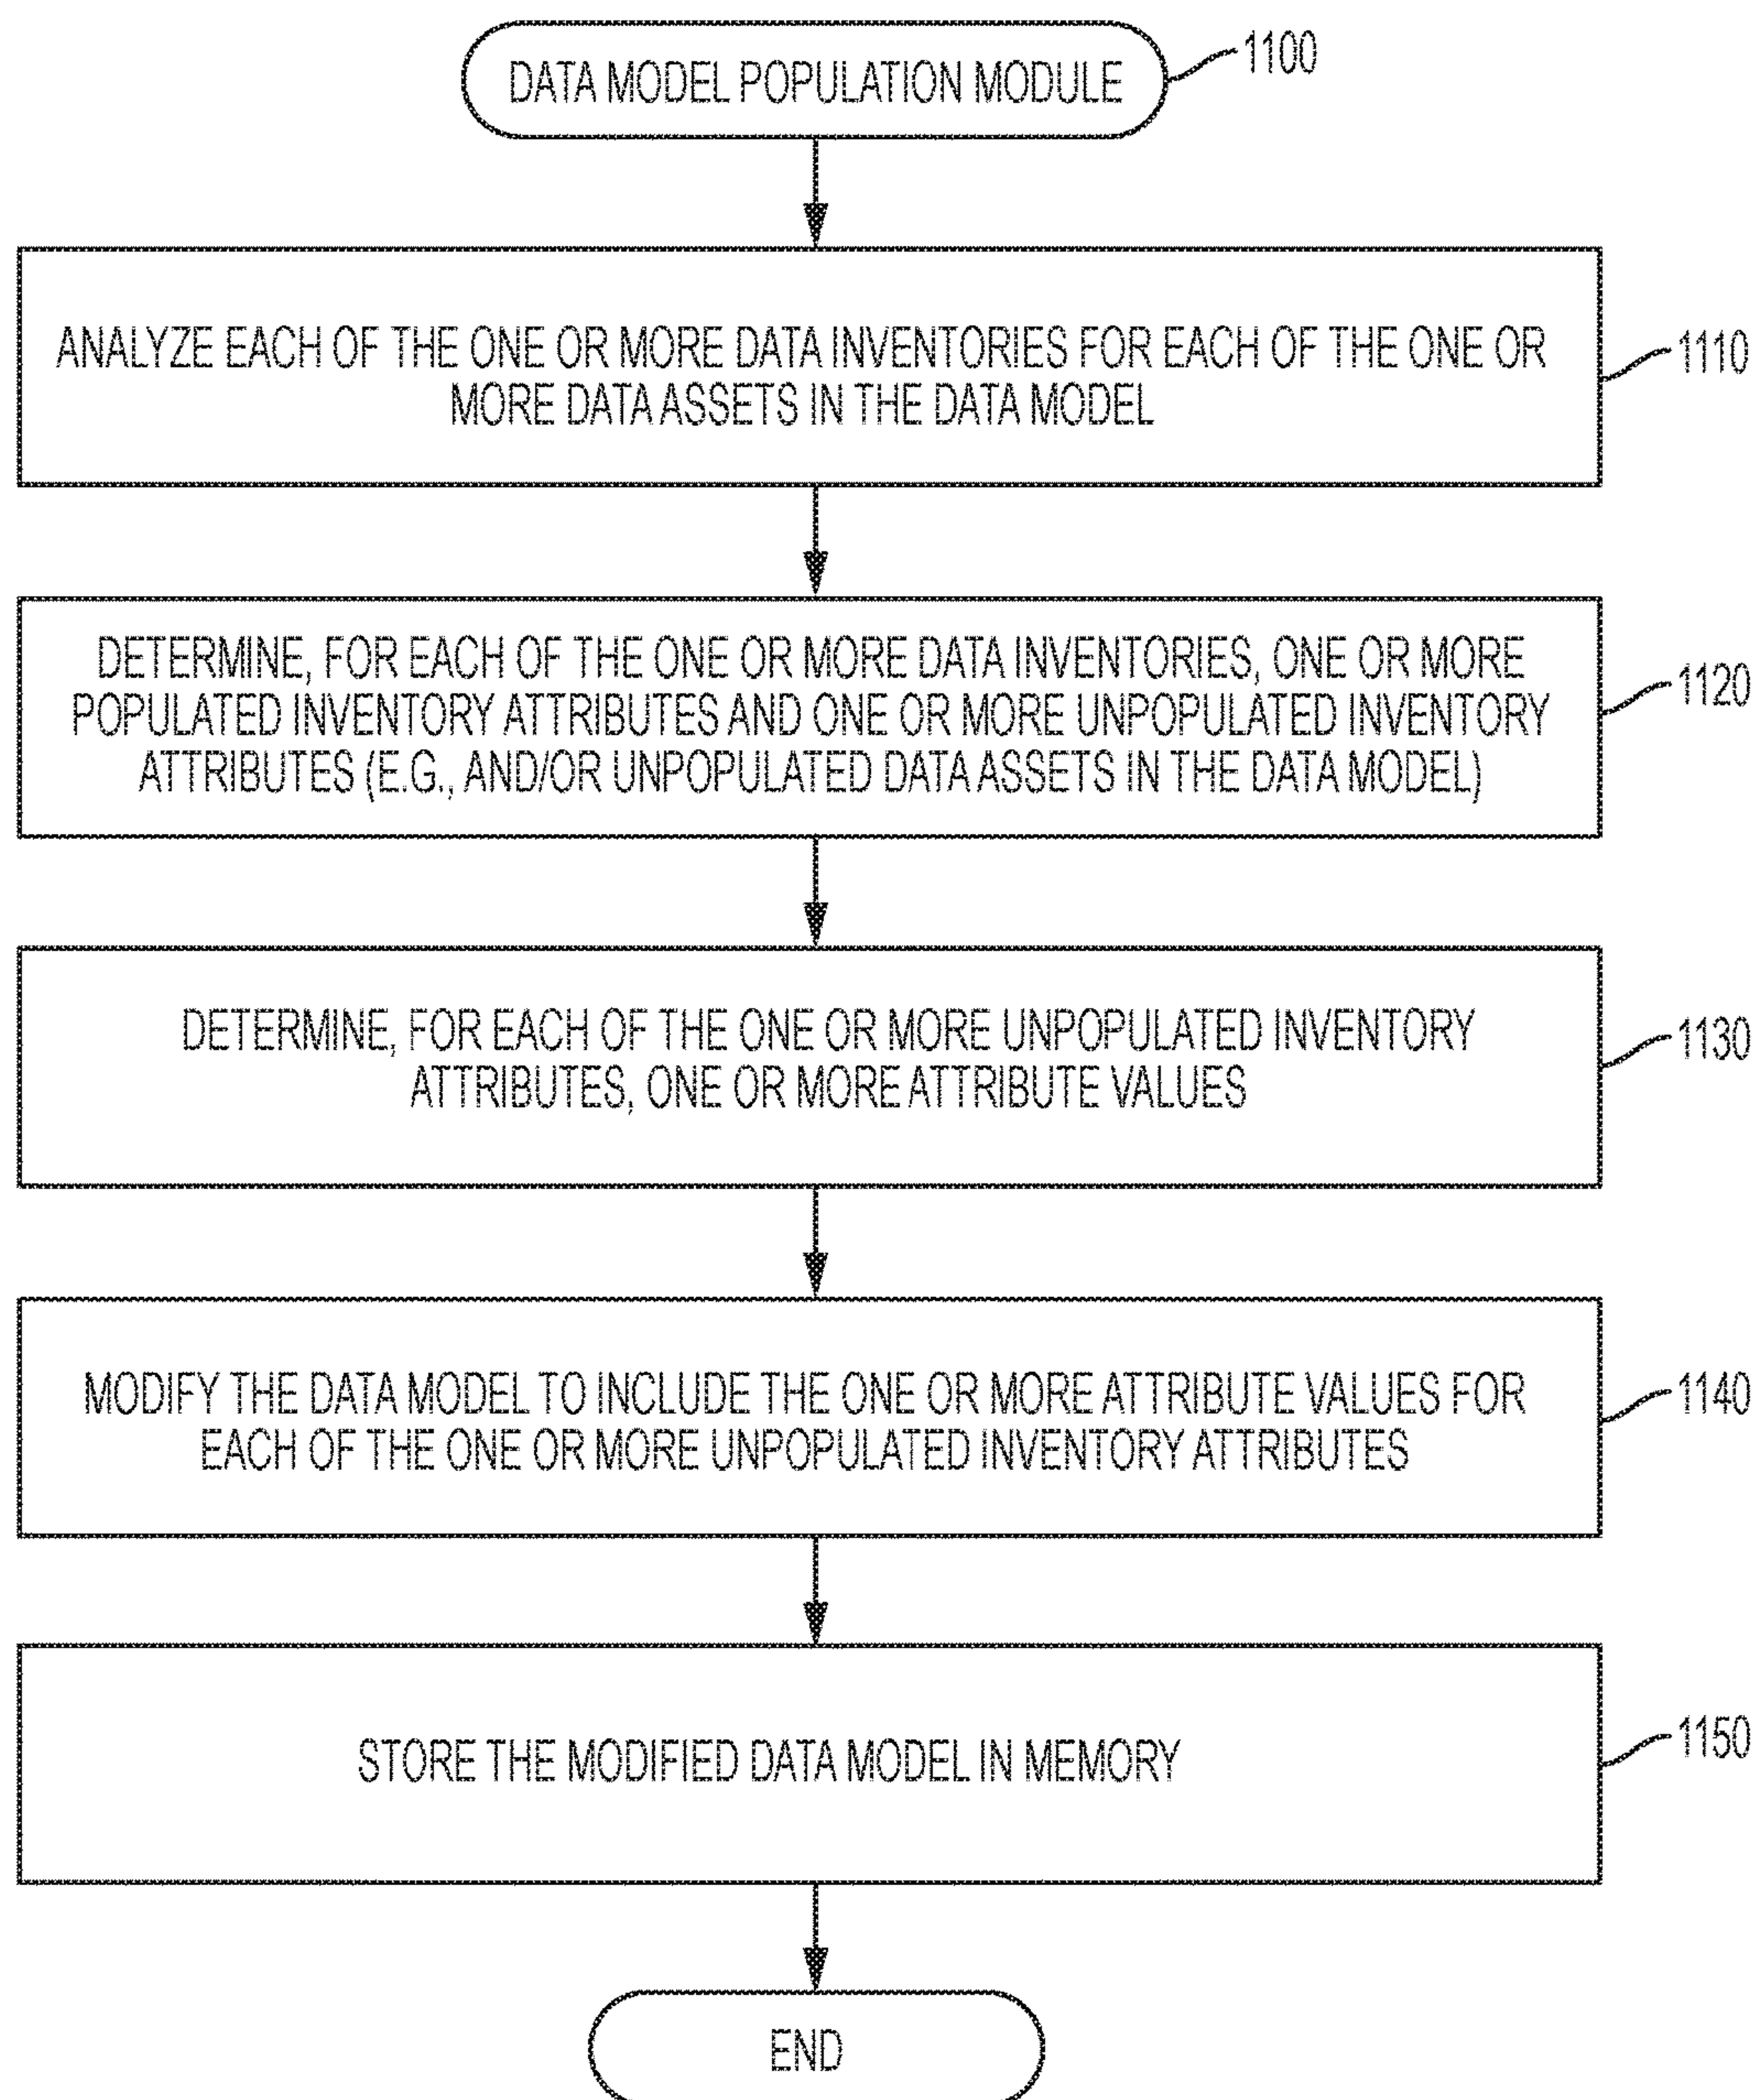 DATA MODEL POPULATION MODULE
1100
ANALYZE EACH OF THE ONE OR MORE DATA INVENTORIES FOR EACH OF THE ONE OR
MORE DATA ASSETS IN THE DATA MODEL
1110
DETERMINE, FOR EACH OF THE ONE OR MORE DATA INVENTORIES, ONE OR MORE
POPULATED INVENTORY ATTRIBUTES AND ONE OR MORE UNPOPULATED INVENTORY
ATTRIBUTES (E.G., AND/OR UNPOPULATED DATA ASSETS IN THE DATA MODEL)
1120
DETERMINE, FOR EACH OF THE ONE OR MORE UNPOPULATED INVENTORY
ATTRIBUTES, ONE OR MORE ATTRIBUTE VALUES
1130
MODIFY THE DATA MODEL TO INCLUDE THE ONE OR MORE ATTRIBUTE VALUES FOR
EACH OF THE ONE OR MORE UNPOPULATED INVENTORY ATTRIBUTES
1140
STORE THE MODIFIED DATA MODEL IN MEMORY
1150
END